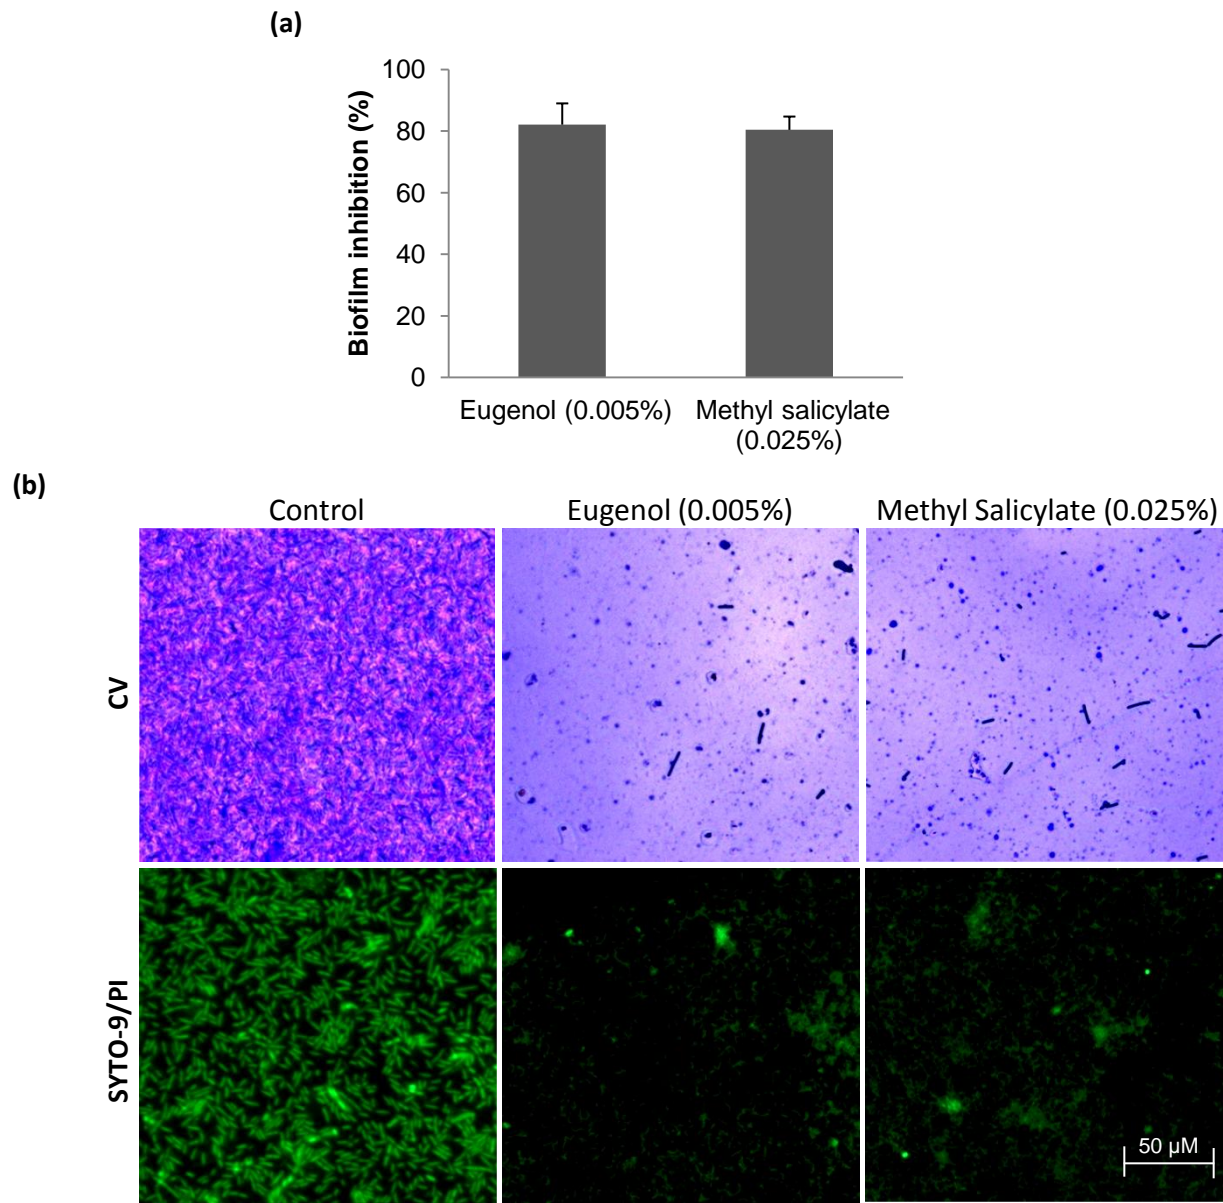 (a)
100
80
60
40
20
0
Biofilm inhibition (%)
Eugenol (0.005%)
Methyl salicylate
(0.025%)
(b)
Control
Eugenol (0.005%)
Methyl Salicylate (0.025%)
CV
SYTO-9/PI
50 µM